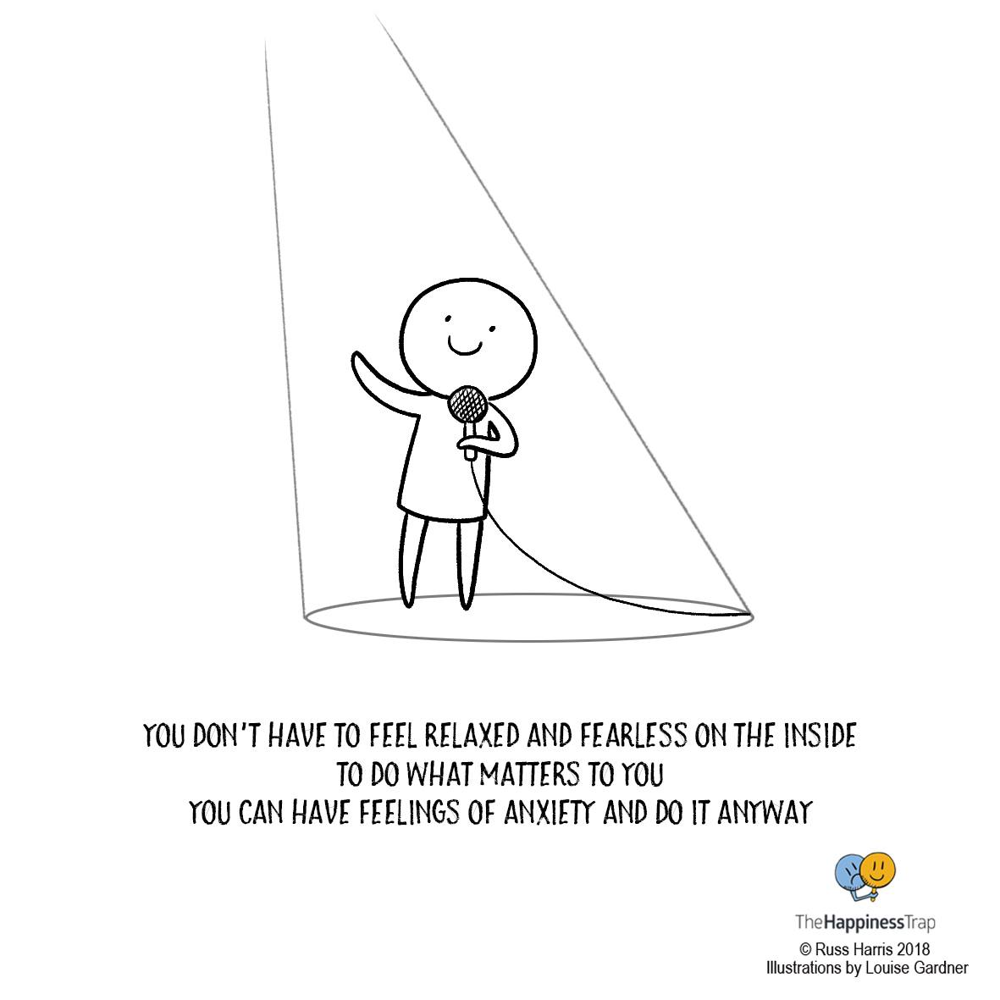 YOU DON'T HAVE TO FEEL RELAXED AND FEARLESS ON THE INSIDE
TO DO WHAT MATTERS TO YOU
YOU CAN HAVE FEELINGS OF ANXIETY AND DO IT ANYWAY
TheHappinessTrap
© Russ Harris 2018
Illustrations by Louise Gardner